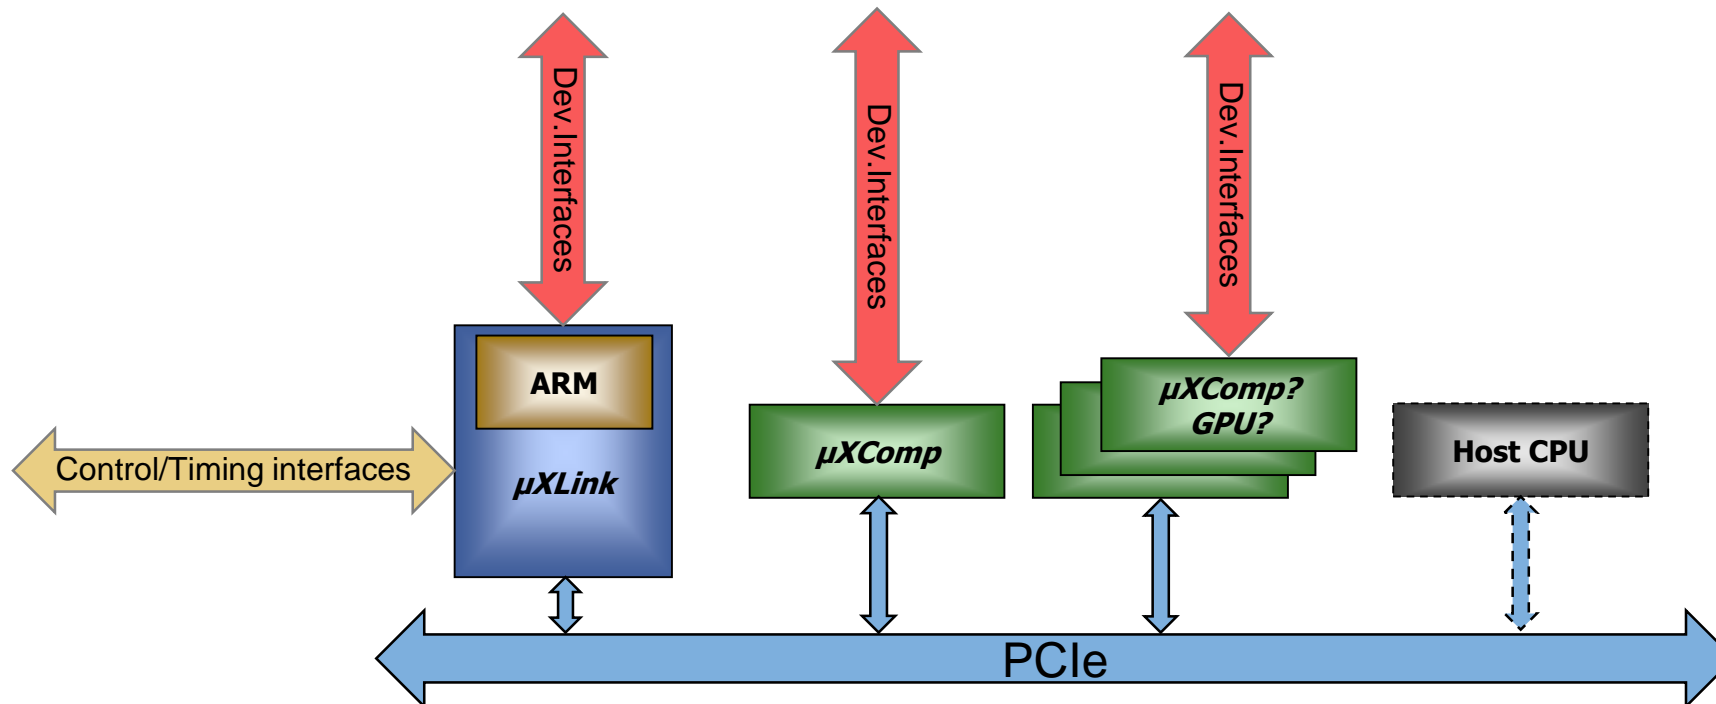 Dev.Interfaces
Dev.Interfaces
Dev.Interfaces
ARM
µXComp?
GPU?
Control/Timing interfaces
µXLink
µXComp
Host CPU
PCIe